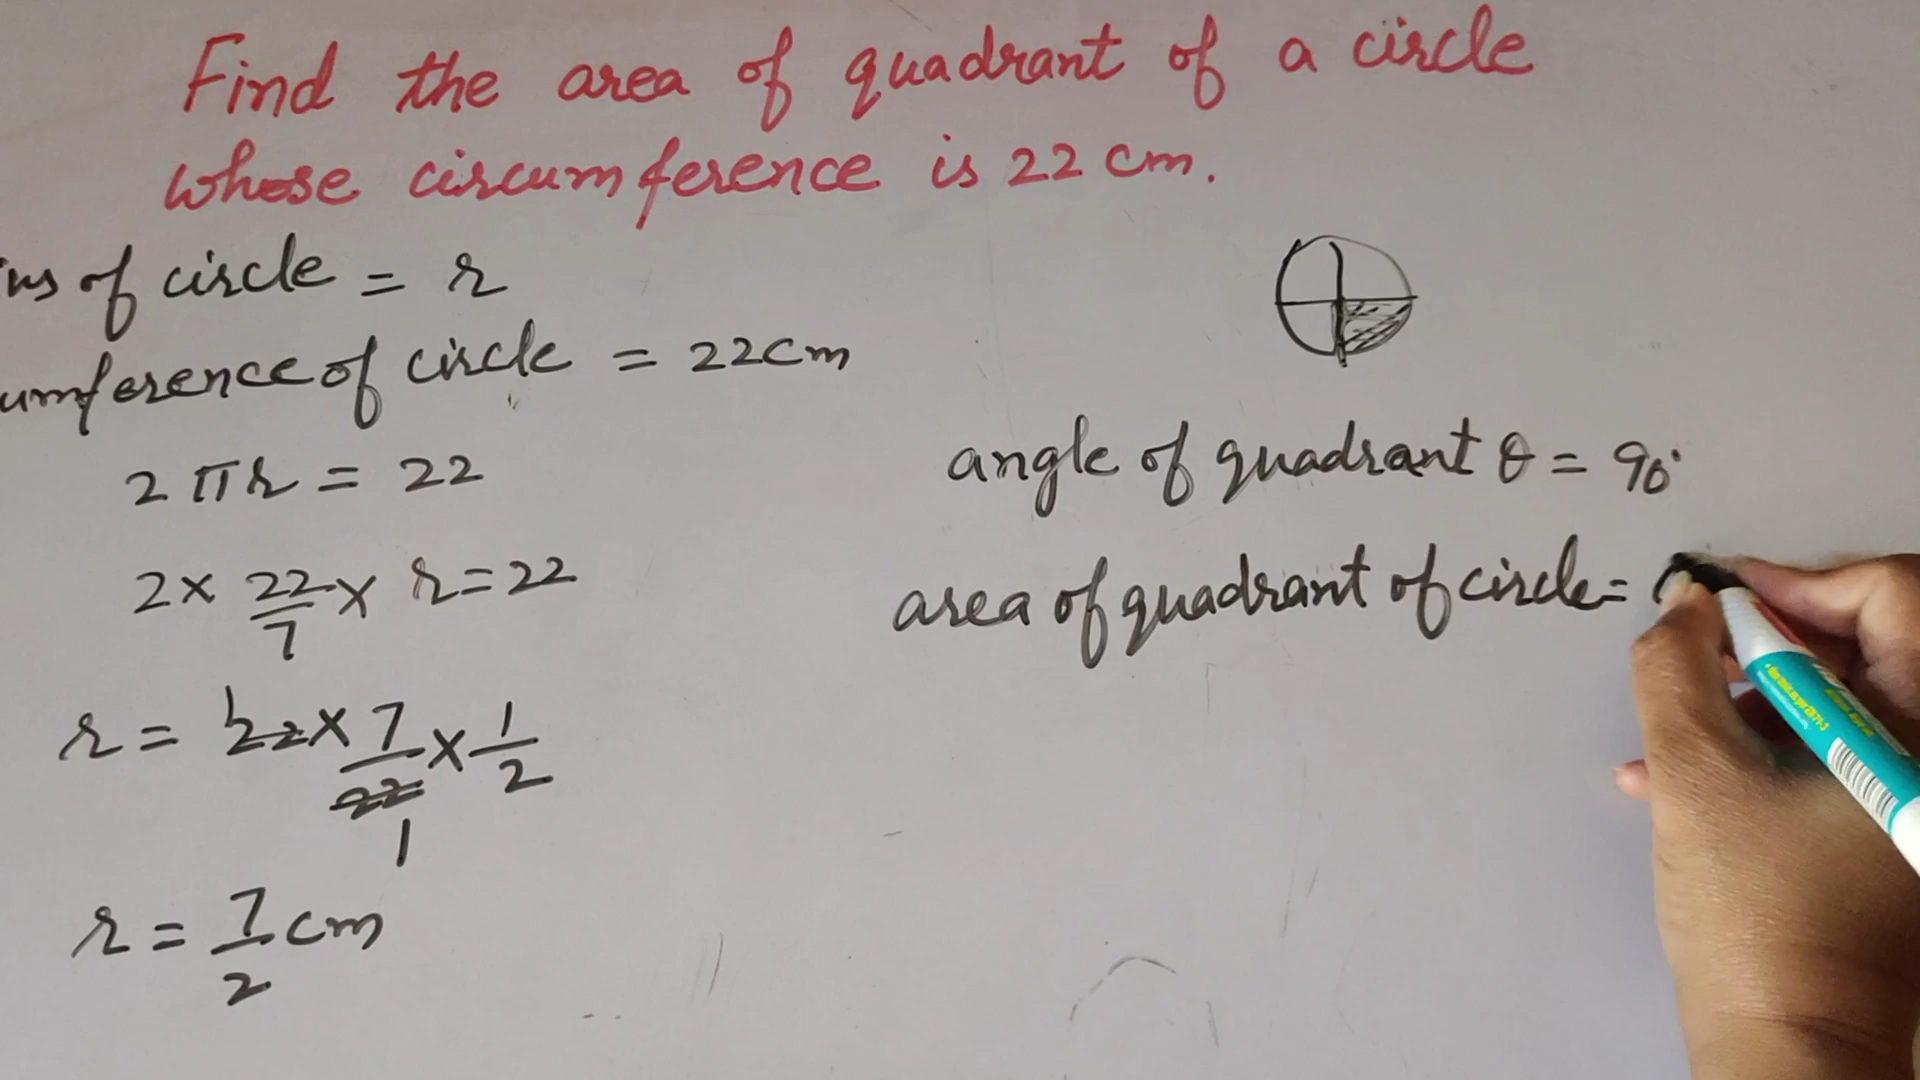 Find the area of quadrant of a circle
whose circumference is 22 cm.
of circle = r
of circle = 22cm
2πr = 22
2 × 22/7 × r = 22
r = 22 × 7/22 × 1/2
1
1
r = 7/2 cm
angle of quadrant θ = 90°
area of quadrant of circle =